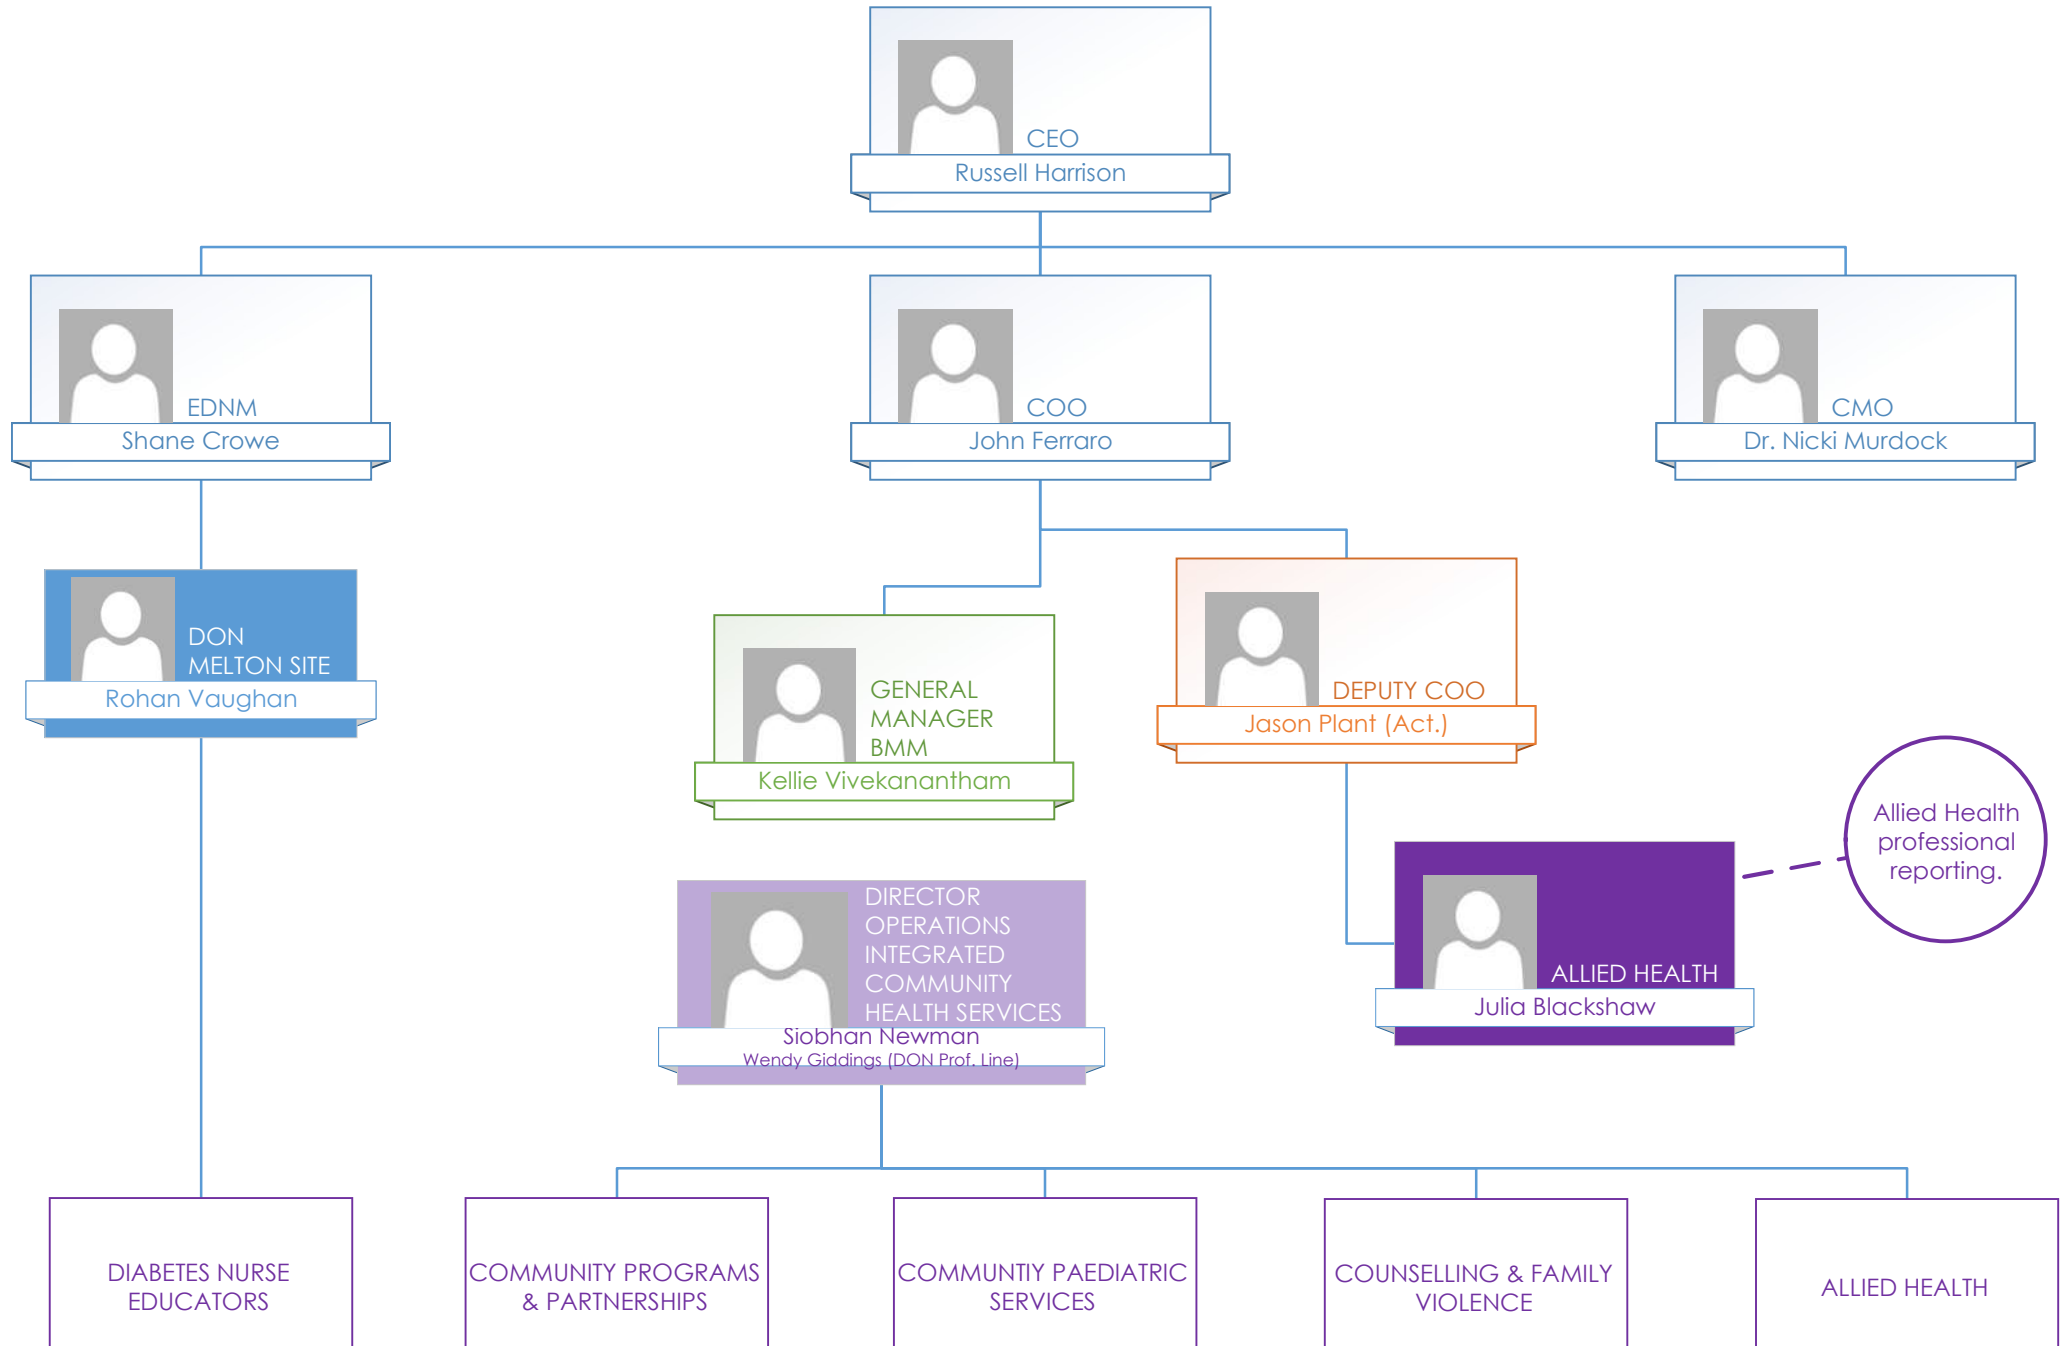 CEO
Russell Harrison
EDNM
Shane Crowe
COO
John Ferraro
CMO
Dr. Nicki Murdock
DON
MELTON SITE
Rohan Vaughan
GENERAL
MANAGER
BMM
Kellie Vivekanantham
DEPUTY COO
Jason Plant (Act.)
Allied Health
professional
reporting.
DIRECTOR
OPERATIONS
INTEGRATED
COMMUNITY
HEALTH SERVICES
Siobhan Newman
Wendy Giddings (DON Prof. Line)
ALLIED HEALTH
Julia Blackshaw
DIABETES NURSE
EDUCATORS
COMMUNITY PROGRAMS
& PARTNERSHIPS
COMMUNTIY PAEDIATRIC
SERVICES
COUNSELLING & FAMILY
VIOLENCE
ALLIED HEALTH